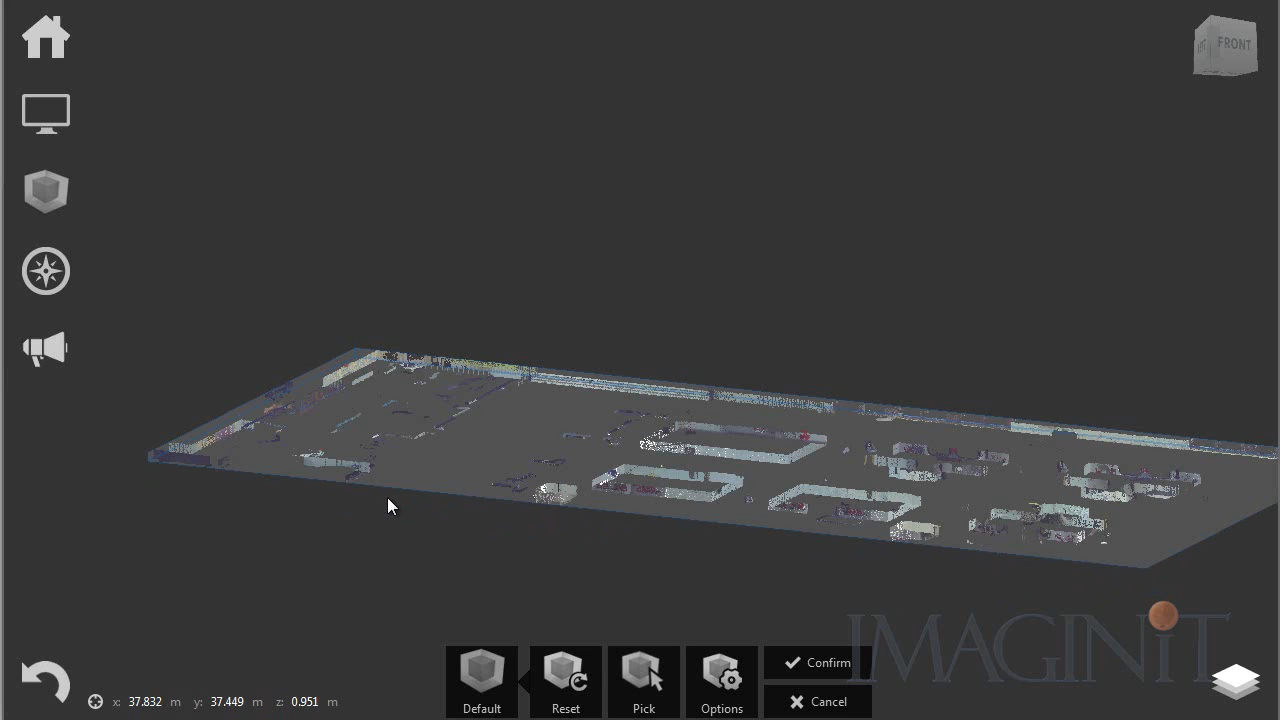 FRONT
IMAGINiT
Confirm
x: 37.832 m y: 37.449 m z: 0.951 m
Default
Reset
Pick
Options
Cancel